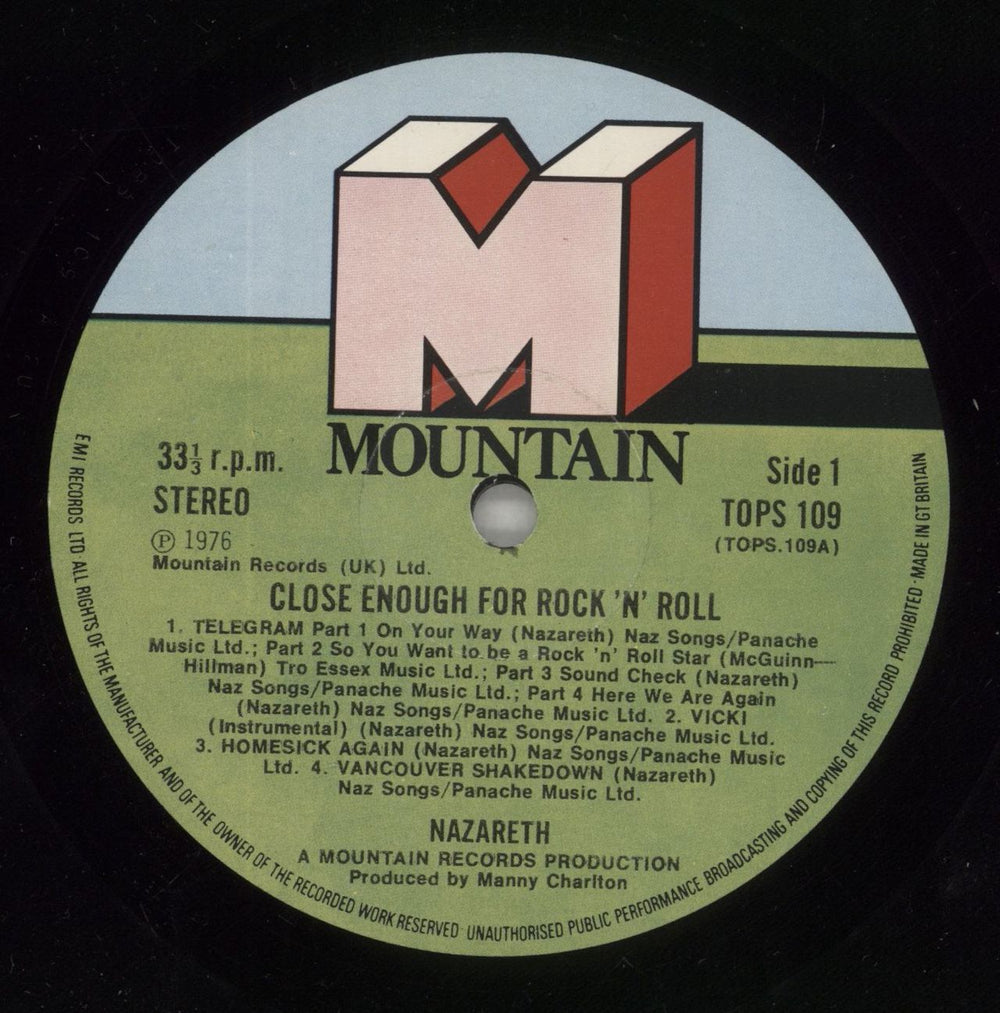 MOUNTAIN
33⅓ r.p.m.
STEREO
℗ 1976
Mountain Records (UK) Ltd.
Side 1
TOPS 109
(TOPS.109A)
CLOSE ENOUGH FOR ROCK 'N' ROLL
1. TELEGRAM Part 1 On Your Way (Nazareth) Naz Songs/Panache
Music Ltd.; Part 2 So You Want to be a Rock 'n' Roll Star (McGuinn—
Hillman) Tro Essex Music Ltd.; Part 3 Sound Check (Nazareth)
Naz Songs/Panache Music Ltd.; Part 4 Here We Are Again
(Nazareth) Naz Songs/Panache Music Ltd. 2. VICKI
(Instrumental) (Nazareth) Naz Songs/Panache Music Ltd.
3. HOMESICK AGAIN (Nazareth) Naz Songs/Panache Music
Ltd. 4. VANCOUVER SHAKEDOWN (Nazareth)
Naz Songs/Panache Music Ltd.
NAZARETH
A MOUNTAIN RECORDS PRODUCTION
Produced by Manny Charlton
EMI RECORDS LTD·ALL RIGHTS OF THE MANUFACTURER AND OF THE OWNER OF THE RECORDED WORK RESERVED·UNAUTHORISED PUBLIC PERFORMANCE BROADCASTING AND COPYING OF THIS RECORD PROHIBITED·MADE IN GT BRITAIN